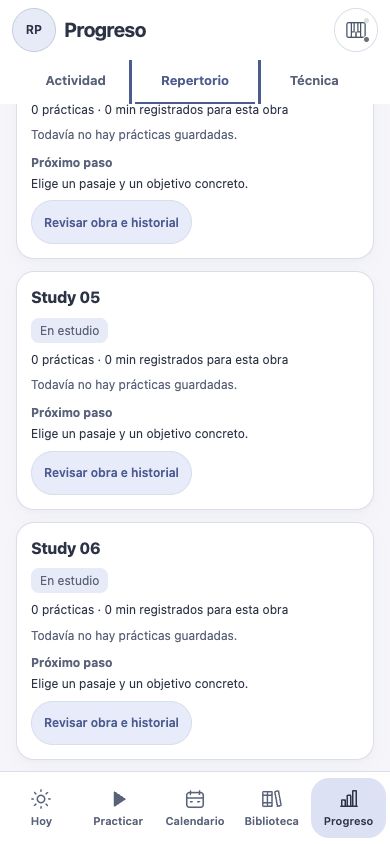 RP
Progreso
Actividad
Repertorio
Técnica
0 prácticas · 0 min registrados para esta obra
Todavía no hay prácticas guardadas.
Próximo paso
Elige un pasaje y un objetivo concreto.
Revisar obra e historial
Study 05
En estudio
0 prácticas · 0 min registrados para esta obra
Todavía no hay prácticas guardadas.
Próximo paso
Elige un pasaje y un objetivo concreto.
Revisar obra e historial
Study 06
En estudio
0 prácticas · 0 min registrados para esta obra
Todavía no hay prácticas guardadas.
Próximo paso
Elige un pasaje y un objetivo concreto.
Revisar obra e historial
Hoy
Practicar
Calendario
Biblioteca
Progreso